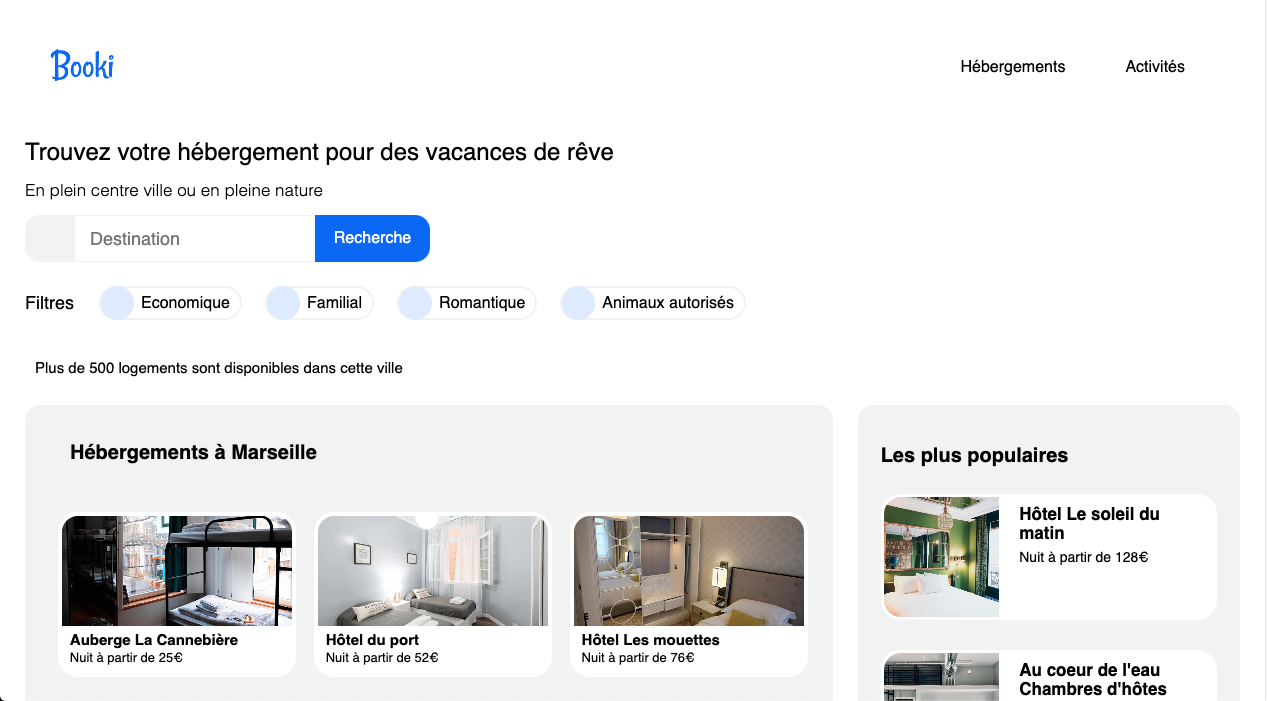 Booki
Hébergements
Activités
Trouvez votre hébergement pour des vacances de rêve
En plein centre ville ou en pleine nature
Destination
Recherche
Filtres
Economique
Familial
Romantique
Animaux autorisés
Plus de 500 logements sont disponibles dans cette ville
Hébergements à Marseille
Auberge La Cannebière
Nuit à partir de 25€
Hôtel du port
Nuit à partir de 52€
Hôtel Les mouettes
Nuit à partir de 76€
Les plus populaires
Hôtel Le soleil du
matin
Nuit à partir de 128€
Au coeur de l'eau
Chambres d'hôtes